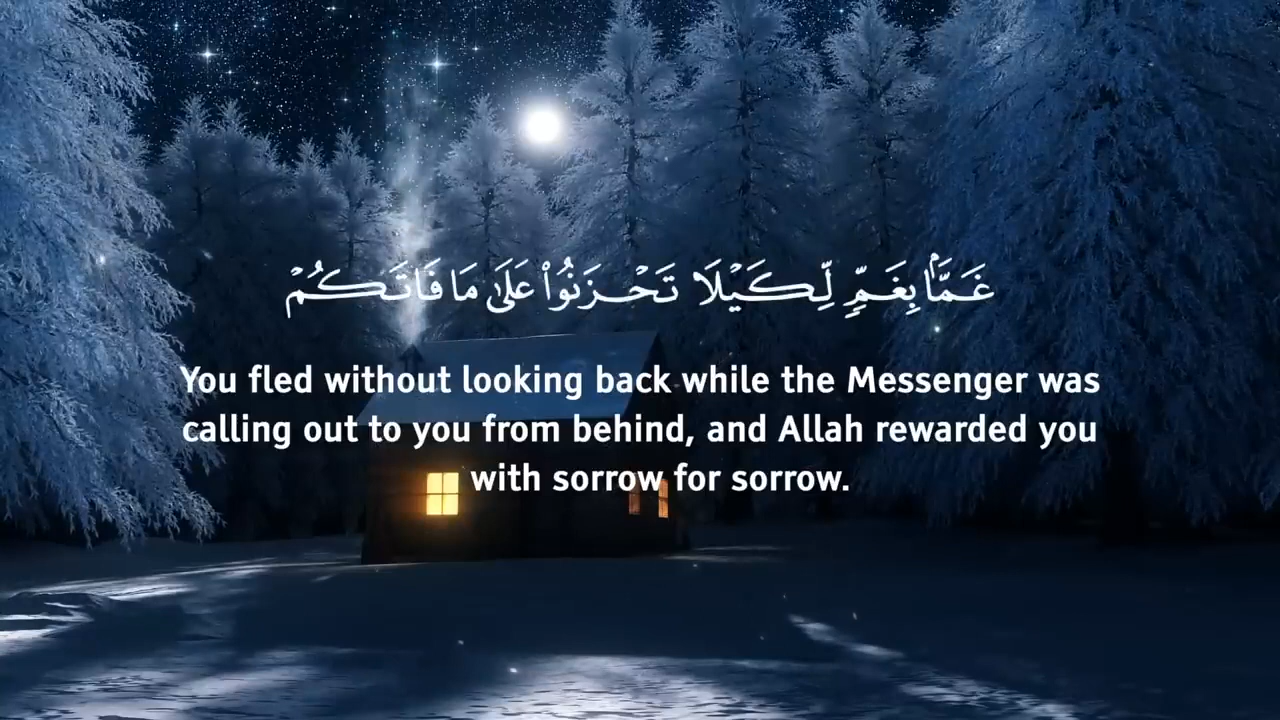 غَمَّۢا بِغَمٍّ لِّكَيْلَا تَحْزَنُوا۟ عَلَىٰ مَا فَاتَكُمْ
You fled without looking back while the Messenger was
calling out to you from behind, and Allah rewarded you
with sorrow for sorrow.